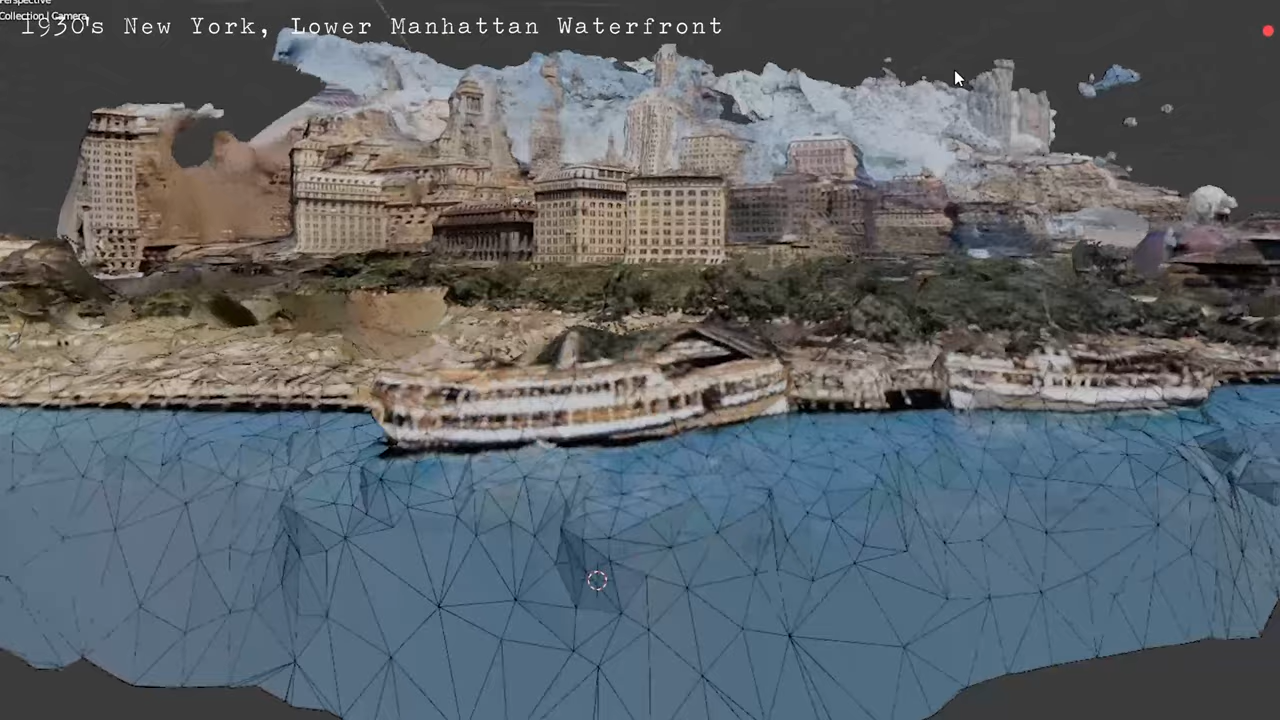 Perspective
Collection | Camera
1930's New York, Lower Manhattan Waterfront